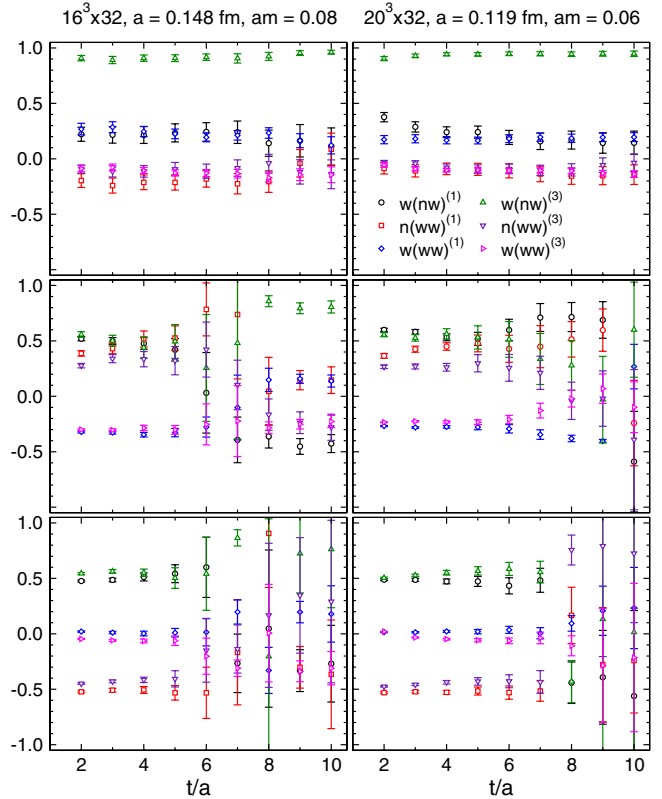 16³x32, a = 0.148 fm, am = 0.08 20³x32, a = 0.119 fm, am = 0.06
1.0
0.5
0.0
-0.5
w(nw)⁽¹⁾ w(nw)⁽³⁾
n(ww)⁽¹⁾ n(ww)⁽³⁾
w(ww)⁽¹⁾ w(ww)⁽³⁾
1.0
0.5
0.0
-0.5
1.0
0.5
0.0
-0.5
-1.0
2 4 6 8 10 2 4 6 8 10
t/a t/a